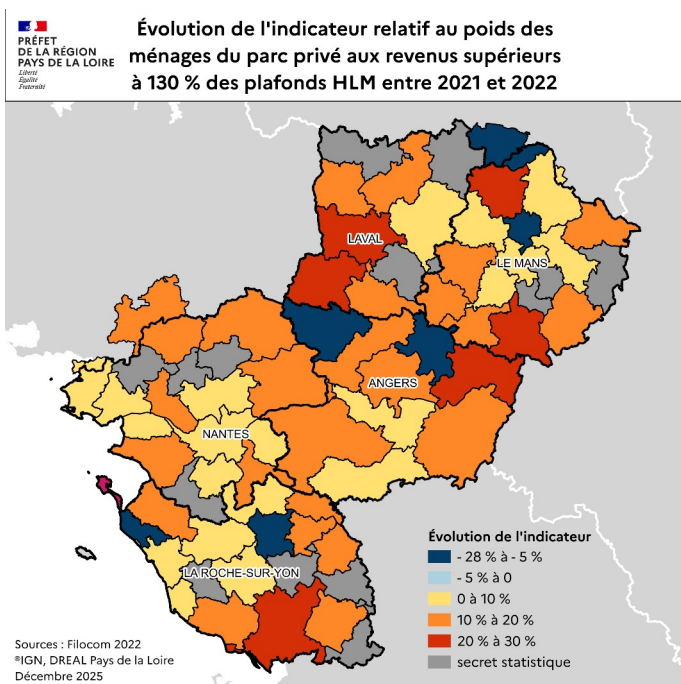 PRÉFET
DE LA RÉGION
PAYS DE LA LOIRE
Liberté
Égalité
Fraternité
Évolution de l'indicateur relatif au poids des
ménages du parc privé aux revenus supérieurs
à 130 % des plafonds HLM entre 2021 et 2022
LAVAL
LE MANS
ANGERS
NANTES
LA ROCHE-SUR-YON
Évolution de l'indicateur
- 28 % à - 5 %
- 5 % à 0
0 à 10 %
10 % à 20 %
20 % à 30 %
secret statistique
Sources : Filocom 2022
®IGN, DREAL Pays de la Loire
Décembre 2025